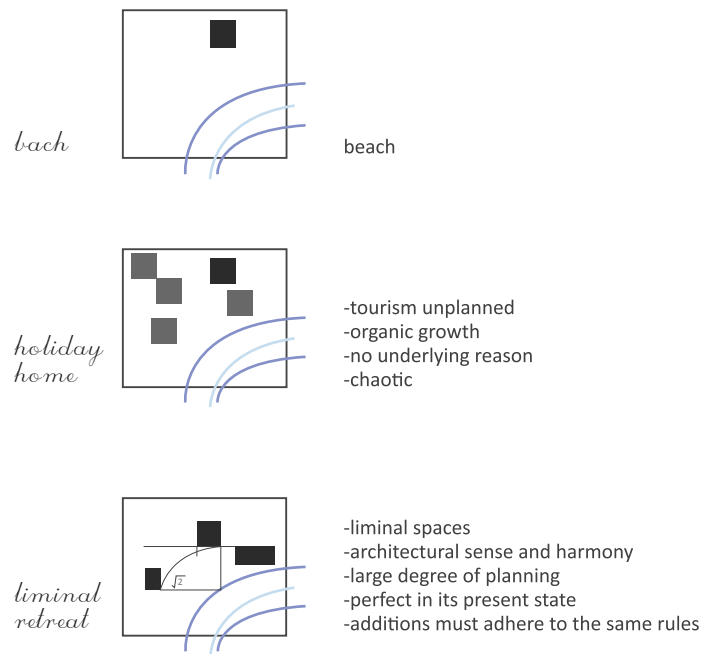 bach
beach
holiday
home
-tourism unplanned
-organic growth
-no underlying reason
-chaotic
liminal
retreat
√2
-liminal spaces
-architectural sense and harmony
-large degree of planning
-perfect in its present state
-additions must adhere to the same rules